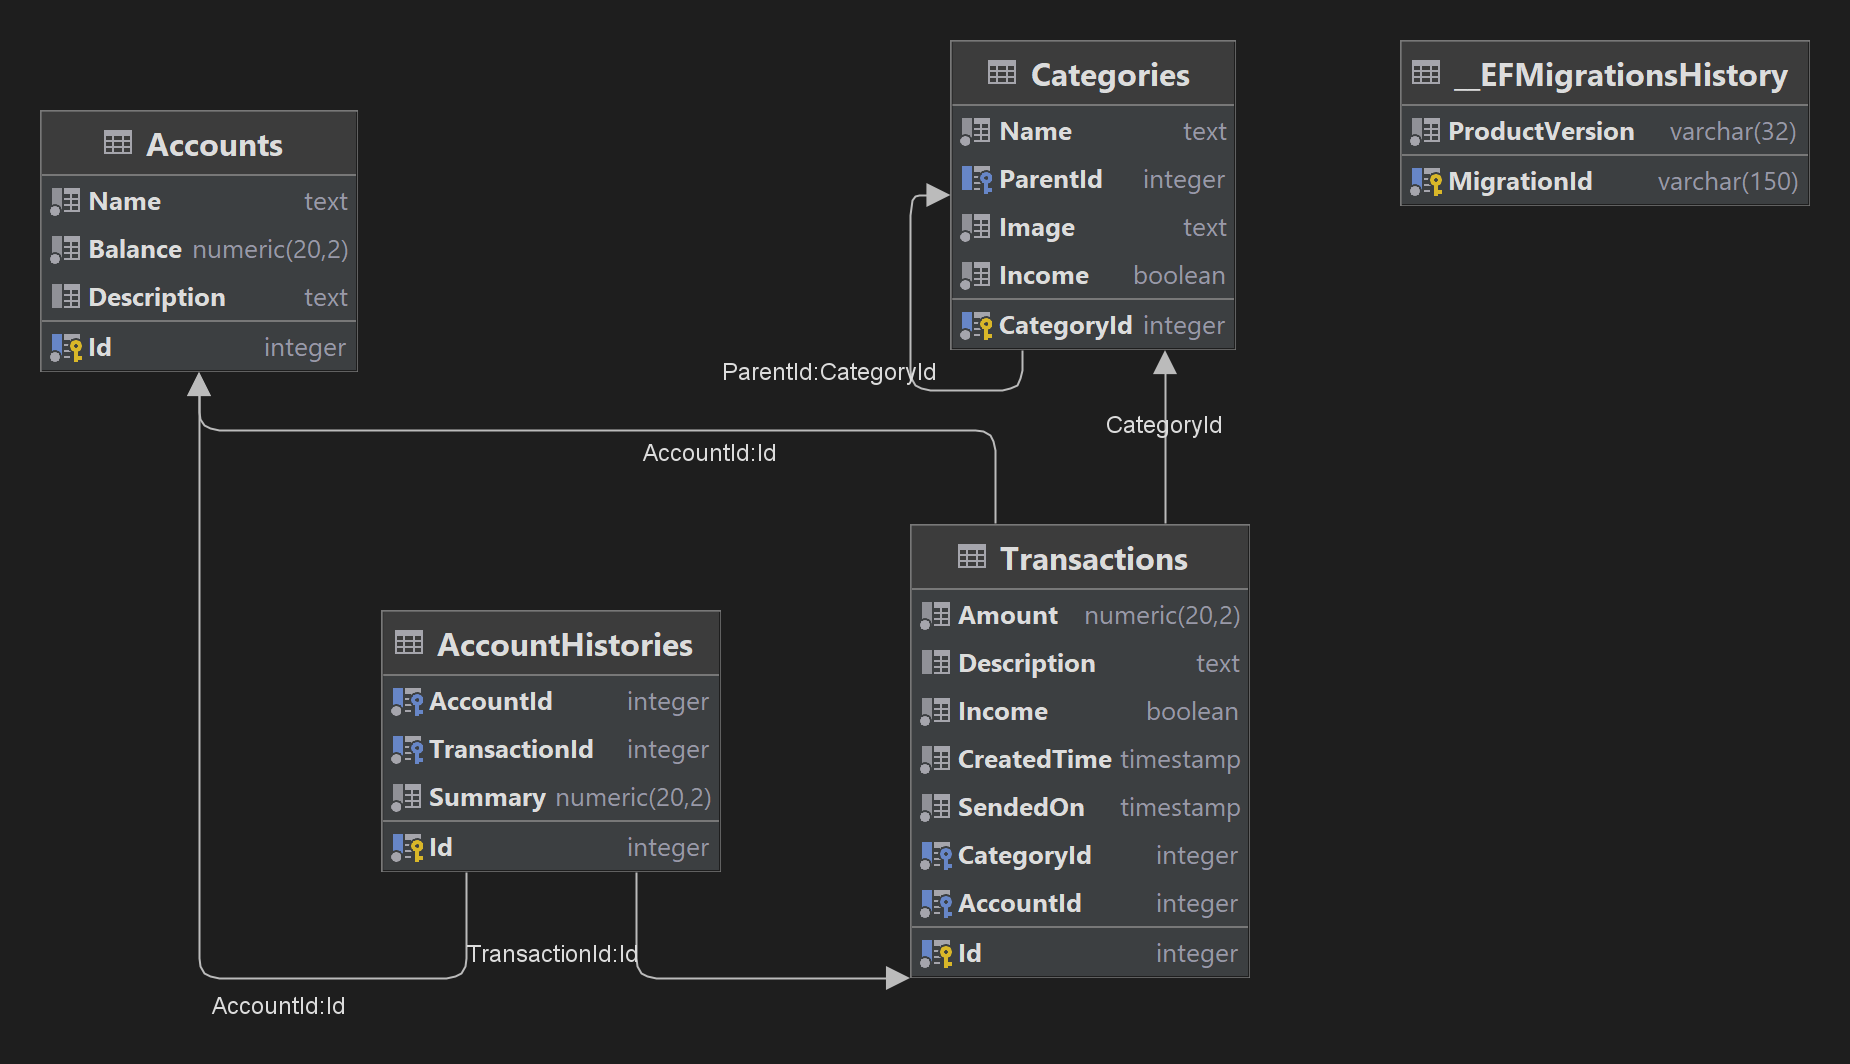 Accounts
Name text
Balance numeric(20,2)
Description text
Id integer
Categories
Name text
ParentId integer
Image text
Income boolean
CategoryId integer
__EFMigrationsHistory
ProductVersion varchar(32)
MigrationId varchar(150)
ParentId:CategoryId
CategoryId
AccountId:Id
AccountHistories
AccountId integer
TransactionId integer
Summary numeric(20,2)
Id integer
Transactions
Amount numeric(20,2)
Description text
Income boolean
CreatedTime timestamp
SendedOn timestamp
CategoryId integer
AccountId integer
Id integer
TransactionId:Id
AccountId:Id